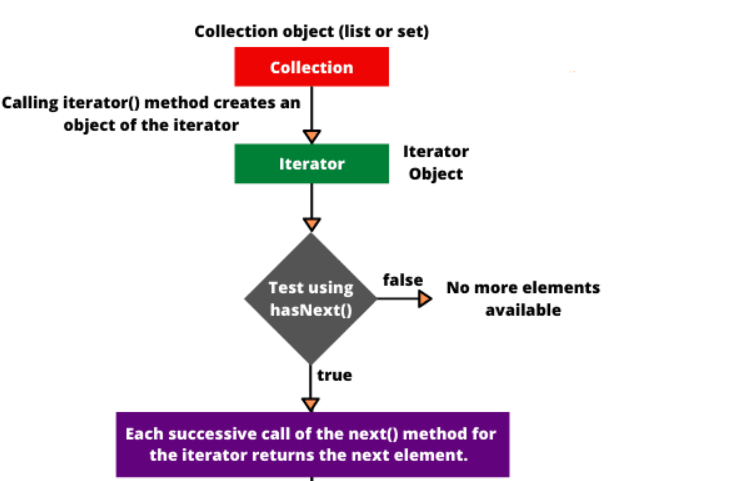 Collection object (list or set)
Collection
Calling iterator() method creates an
object of the iterator
Iterator
Iterator
Object
Test using
hasNext()
false
No more elements
available
true
Each successive call of the next() method for
the iterator returns the next element.